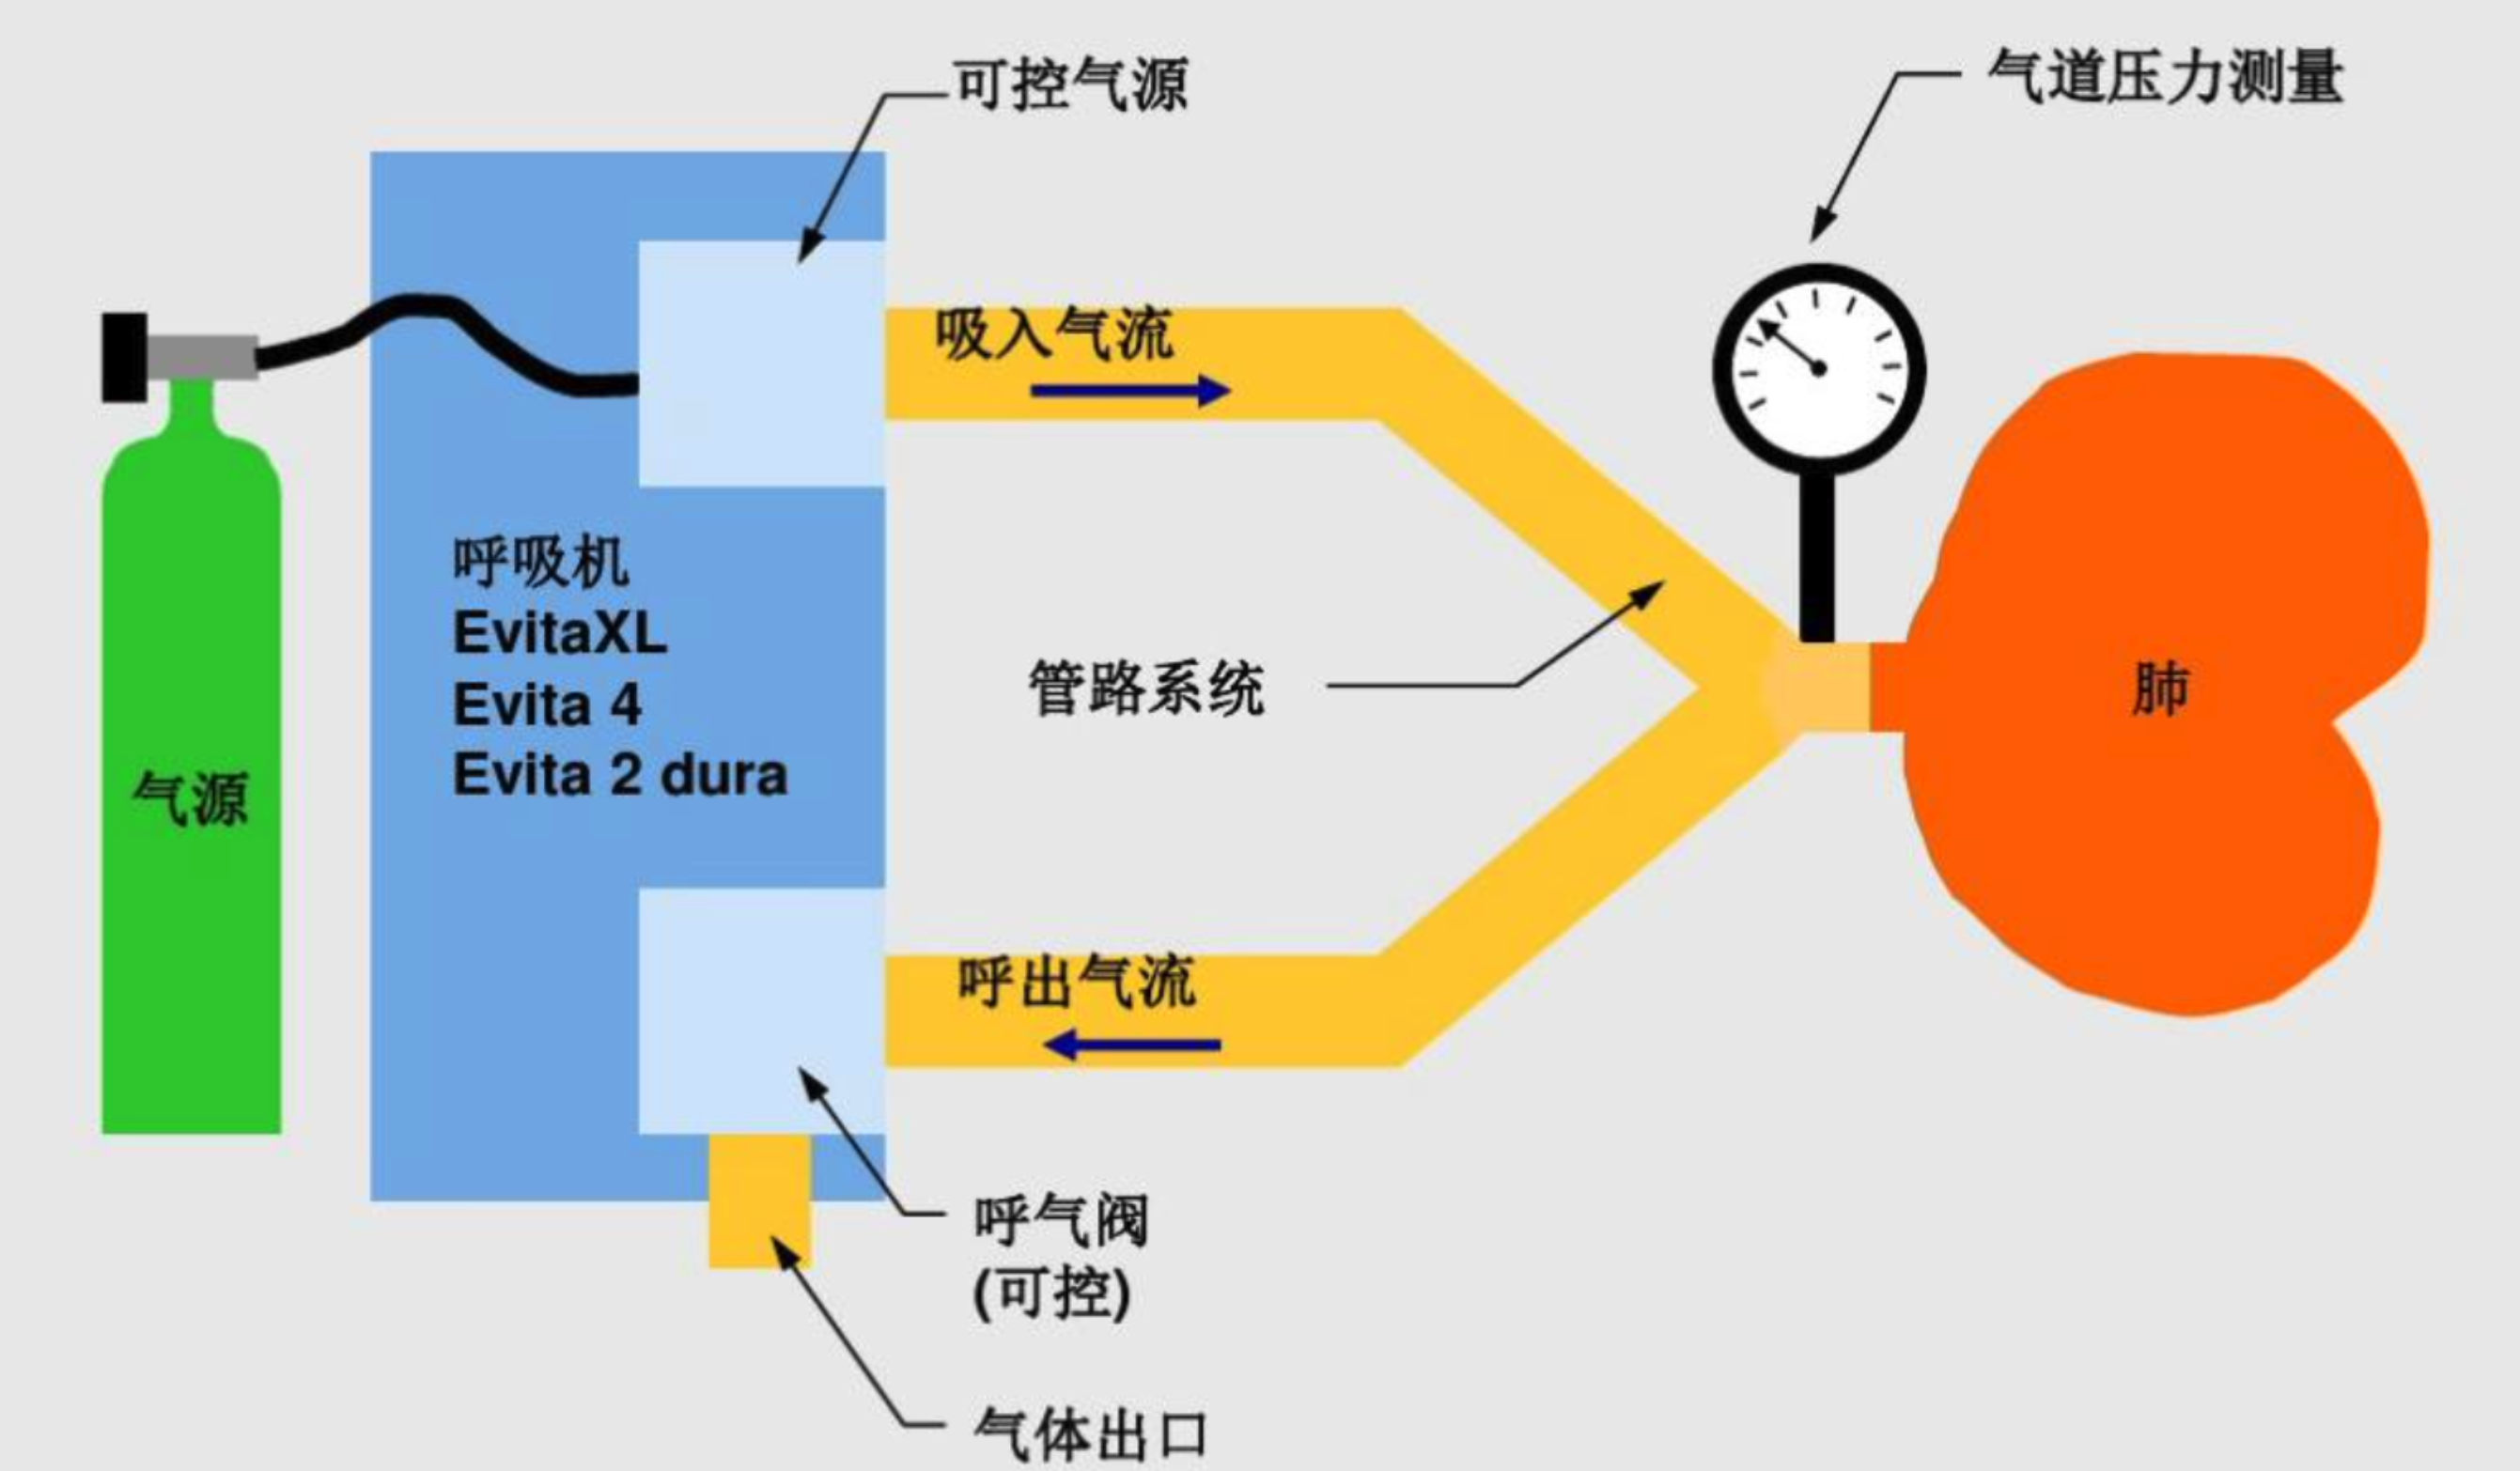 可控气源
气道压力测量
吸入气流
呼吸机
EvitaXL
Evita 4
Evita 2 dura
管路系统
肺
气源
呼出气流
呼气阀
(可控)
气体出口